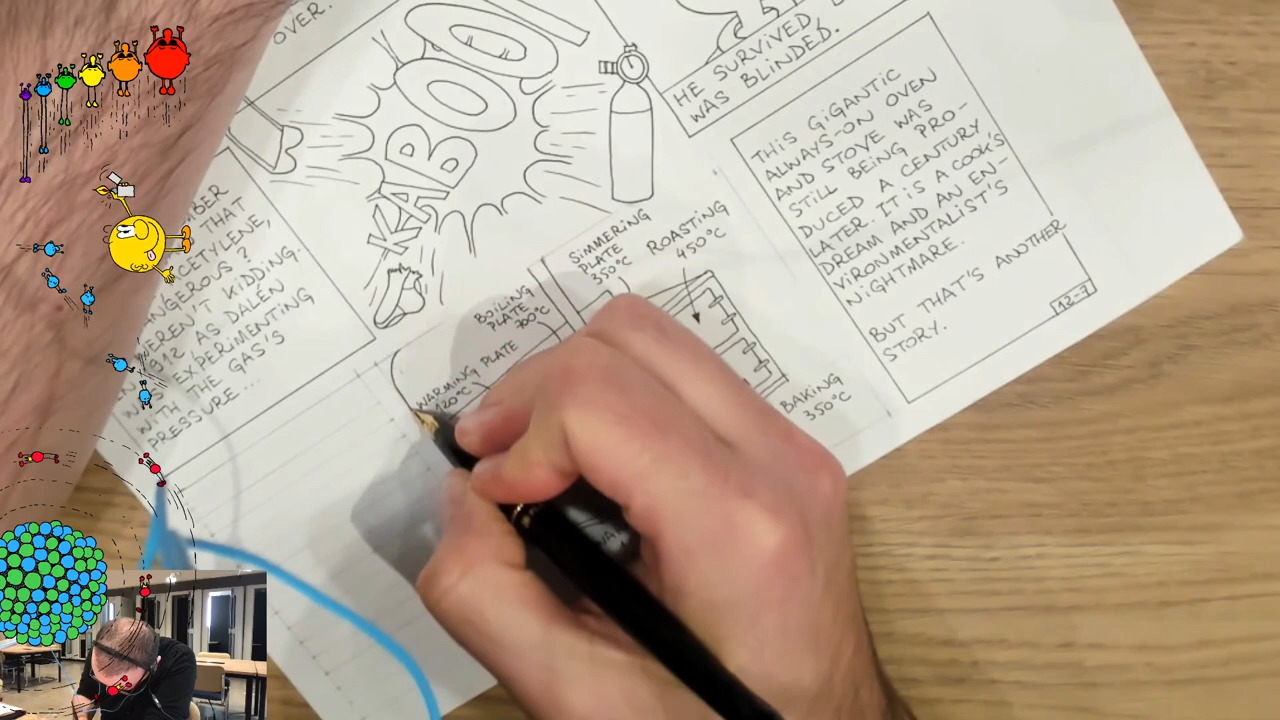 OVER.
KABOO
HE SURVIVED
WAS BLINDED.
THIS GIGANTIC
ALWAYS-ON OVEN
AND STOVE WAS
STILL BEING PRO-
DUCED A CENTURY
LATER. IT IS A COOK'S
DREAM AND AN EN-
VIRONMENTALIST'S
NIGHTMARE.
BUT THAT'S ANOTHER
STORY.
12-7
THAT
ACETYLENE,
?
WEREN'T KIDDING.
1912 AS DALÉN
WAS EXPERIMENTING
WITH THE GAS'S
PRESSURE...
WARMING PLATE
120°C
BOILING
PLATE
700°C
SIMMERING
PLATE
350°C
ROASTING
450°C
BAKING
350°C